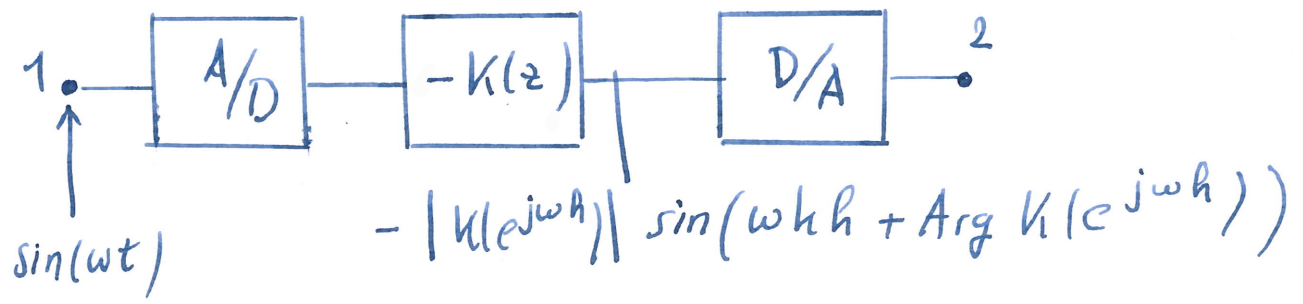 1 A/D -K(z) D/A 2
sin(ωt) - |K(e^{jωh})| sin(ωkh + Arg K(e^{jωh}))